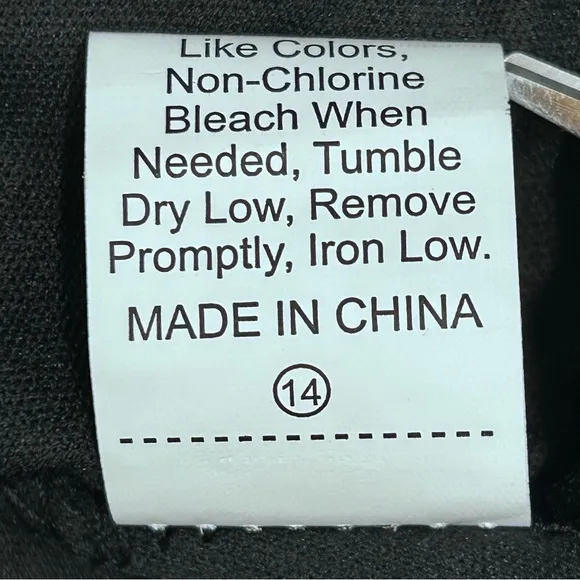 Like Colors,
Non-Chlorine
Bleach When
Needed, Tumble
Dry Low, Remove
Promptly, Iron Low.
MADE IN CHINA
14